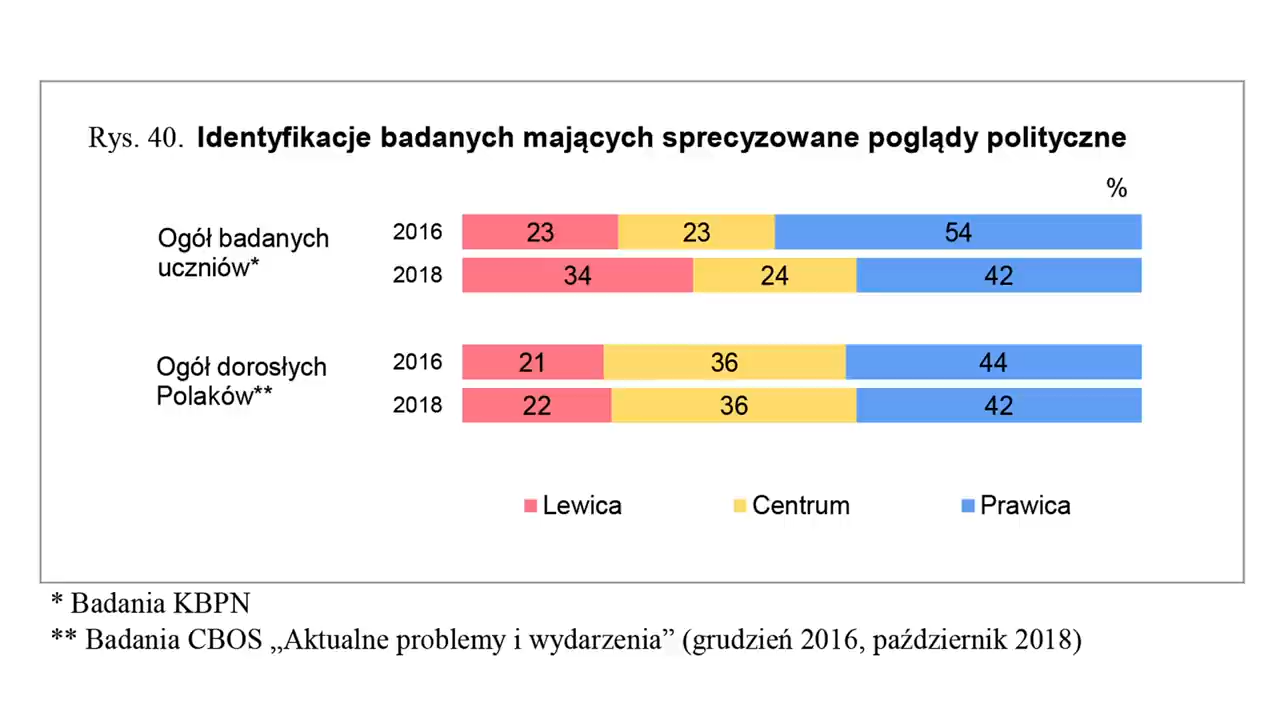 Rys. 40. Identyfikacje badanych mających sprecyzowane poglądy polityczne
%
Ogół badanych
uczniów*
2016 23 23 54
2018 34 24 42
Ogół dorosłych
Polaków**
2016 21 36 44
2018 22 36 42
Lewica Centrum Prawica
* Badania KBPN
** Badania CBOS „Aktualne problemy i wydarzenia” (grudzień 2016, październik 2018)